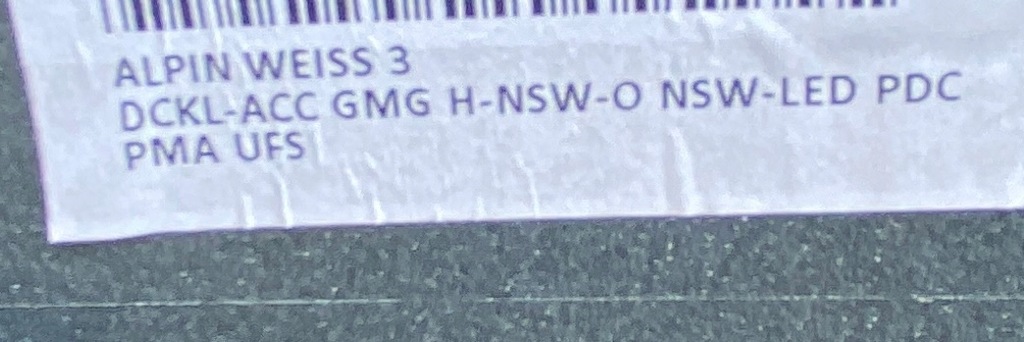 ALPIN WEISS 3
DCKL-ACC GMG H-NSW-O NSW-LED PDC
PMA UFS